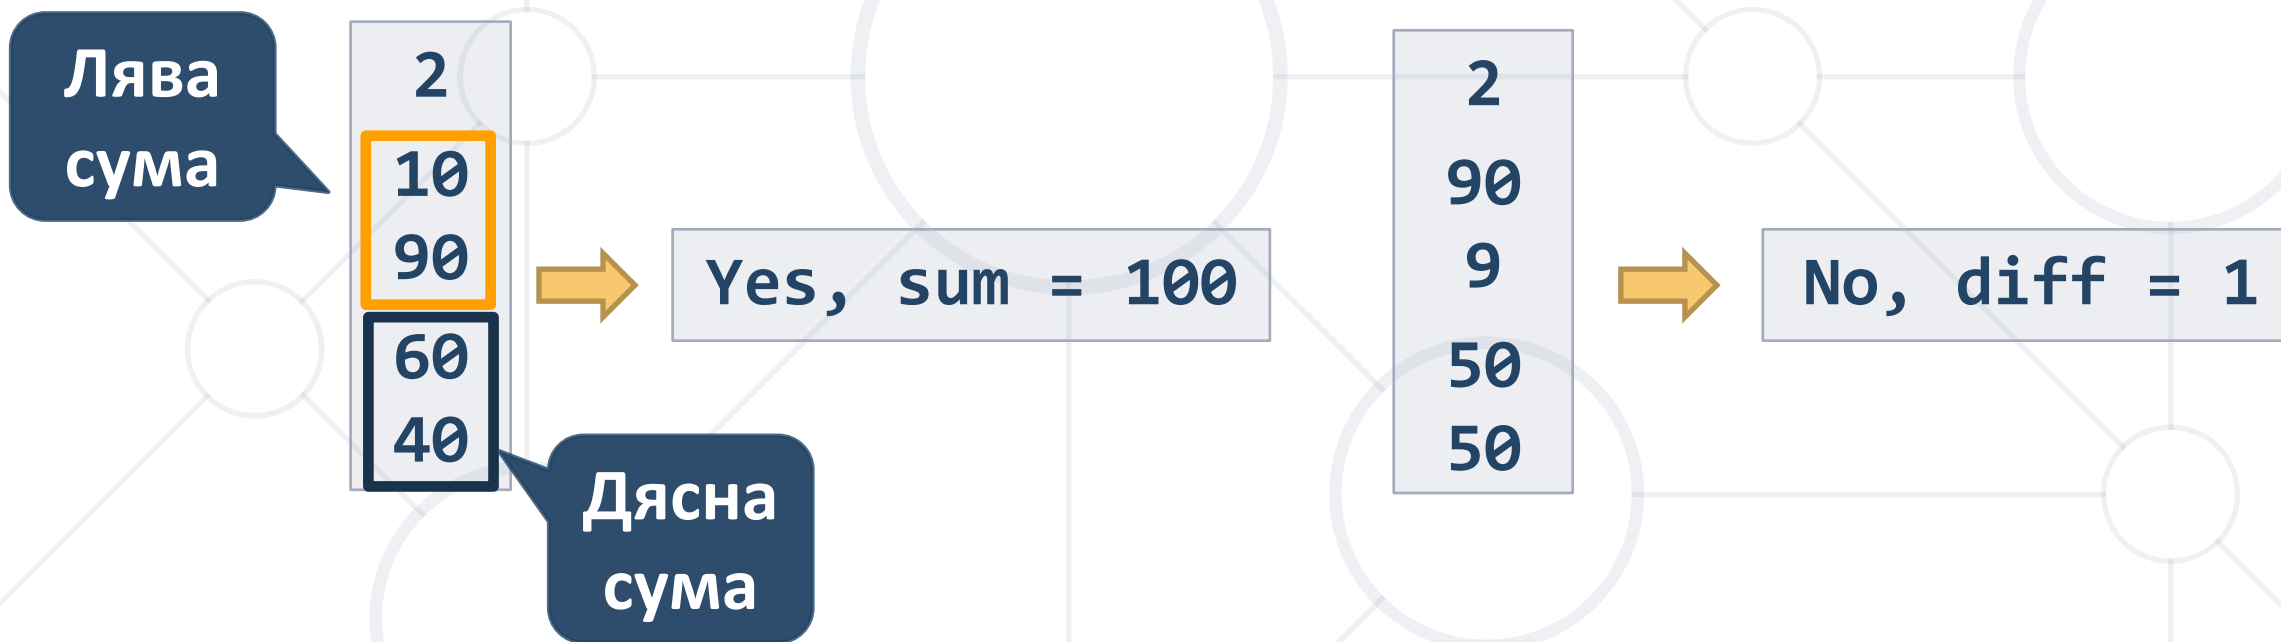 Лява
сума
2
10
90
60
40
Yes, sum = 100
Дясна
сума
2
90
9
50
50
No, diff = 1